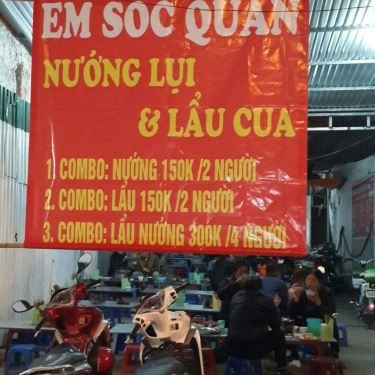 EM SÓC QUÁN
NƯỚNG LỤI
& LẨU CUA
1. COMBO: NƯỚNG 150K /2 NGƯỜI
2. COMBO: LẨU 150K /2 NGƯỜI
3. COMBO: LẨU NƯỚNG 300K /4 NGƯỜI